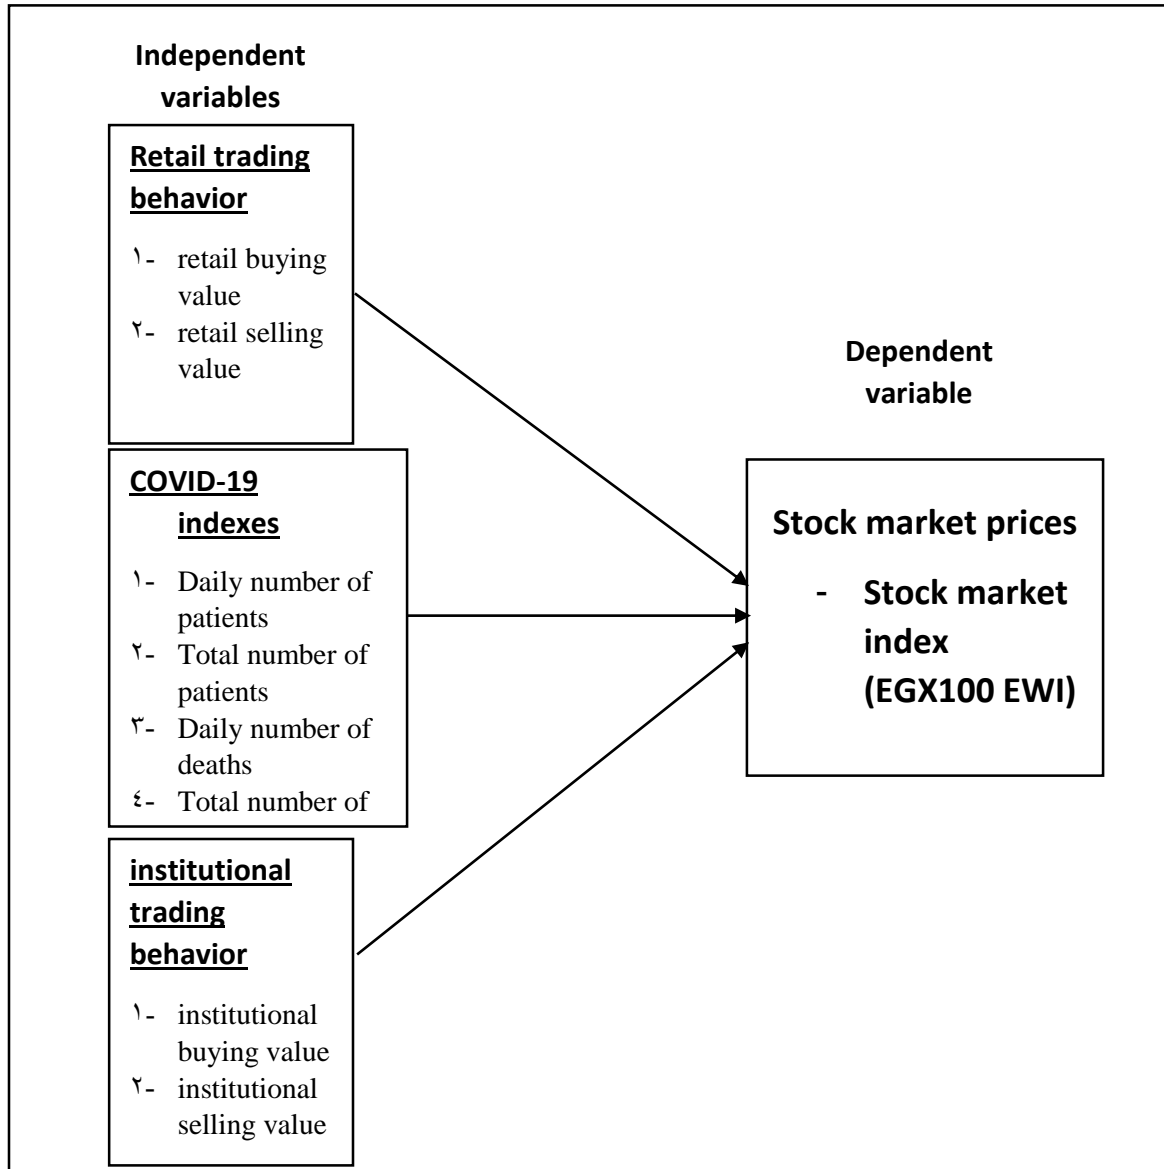 Independent
variables
Retail trading
behavior
١- retail buying
value
٢- retail selling
value
COVID-19
indexes
١- Daily number of
patients
٢- Total number of
patients
٣- Daily number of
deaths
٤- Total number of
institutional
trading
behavior
١- institutional
buying value
٢- institutional
selling value
Dependent
variable
Stock market prices
- Stock market
index
(EGX100 EWI)